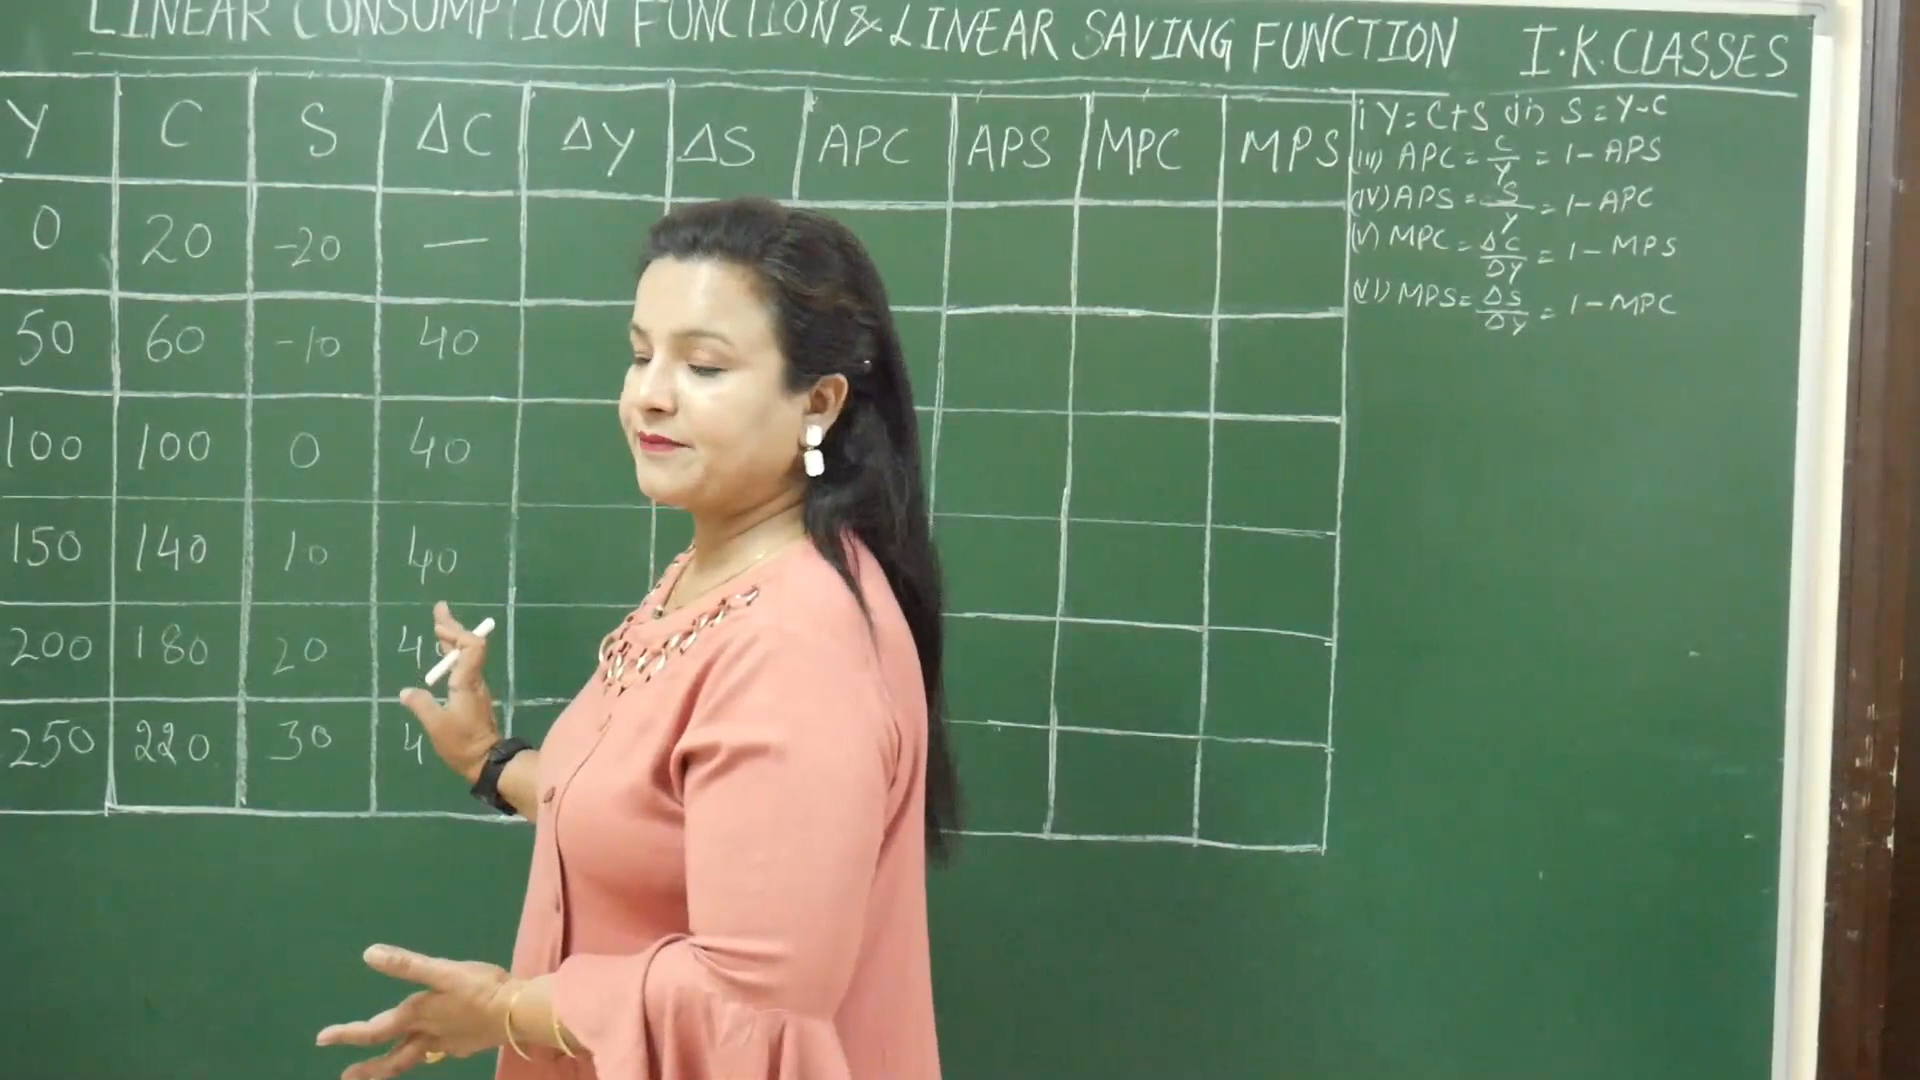 LINEAR CONSUMPTION FUNCTION & LINEAR SAVING FUNCTION I.K.CLASSES
Y C S ΔC ΔY ΔS APC APS MPC MPS
0 20 -20 —
50 60 -10 40
100 100 0 40
150 140 10 40
200 180 20 40
250 220 30 4
i Y = C+S ii) S = Y-C
(iii) APC = C/Y = 1- APS
(iv) APS = S/Y = 1- APC
(v) MPC = ΔC/ΔY = 1- MPS
(vi) MPS = ΔS/ΔY = 1- MPC